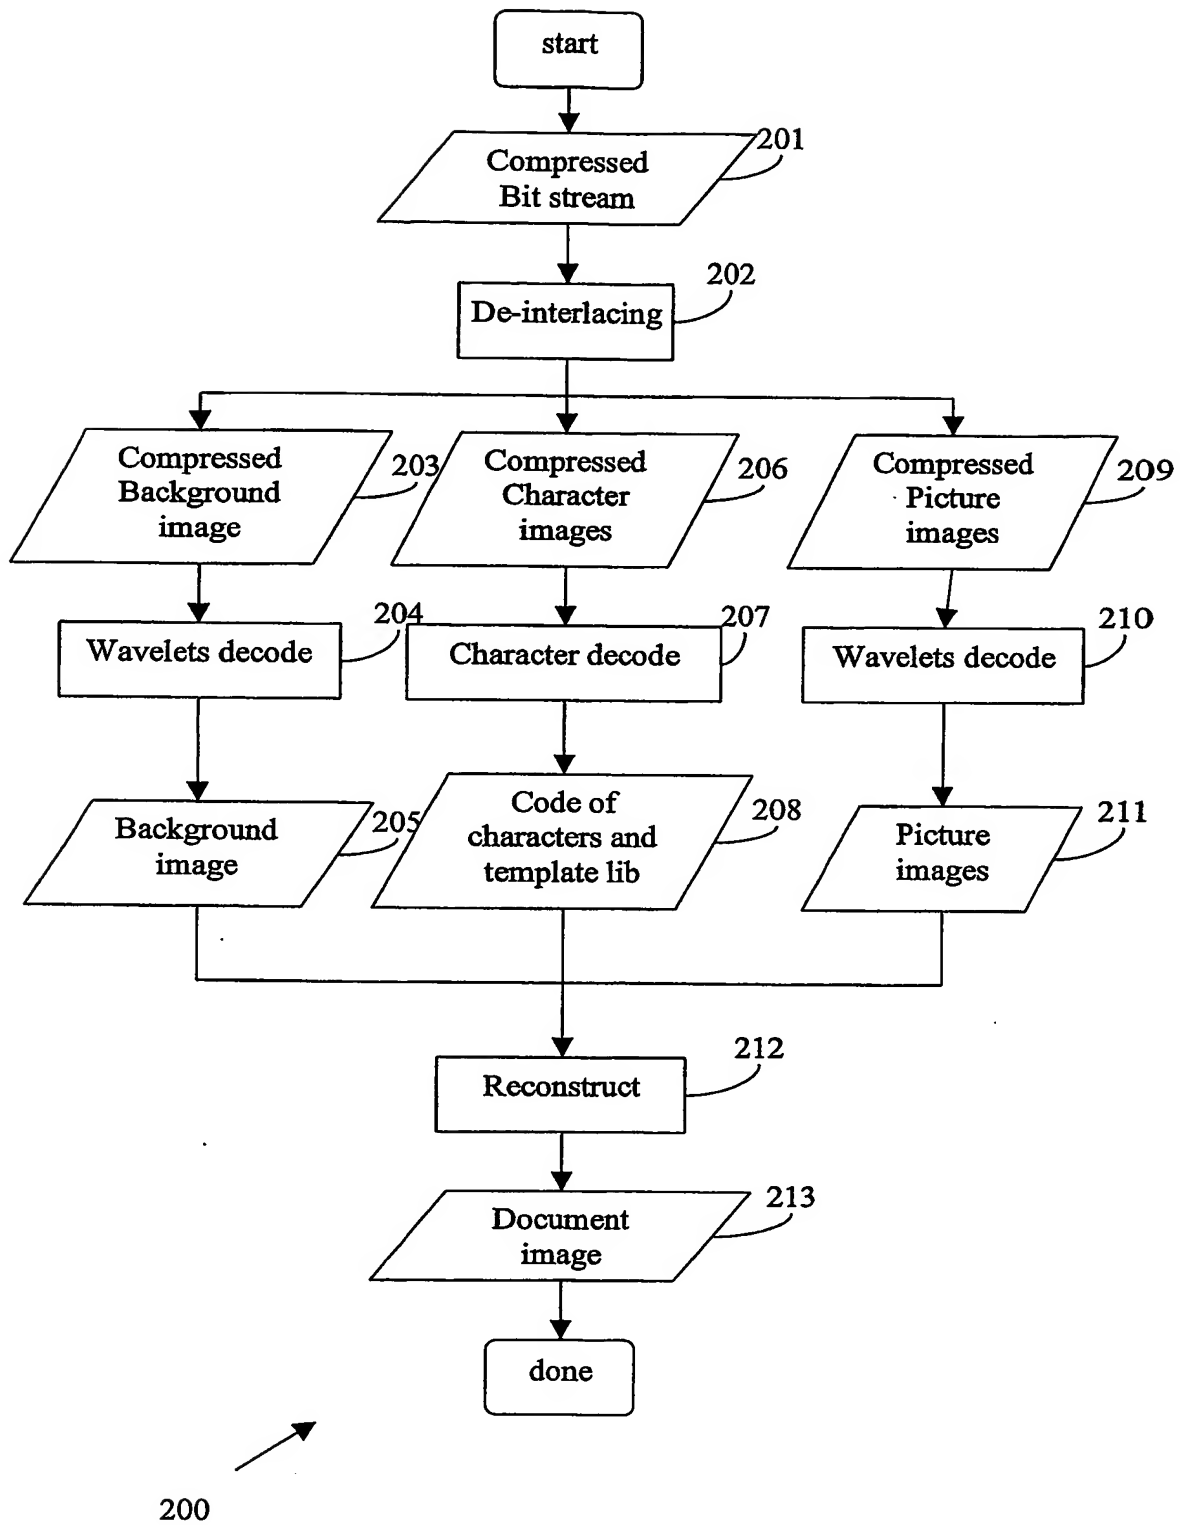 start
201
Compressed
Bit stream
202
De-interlacing
Compressed
Background
image
203
Compressed
Character
images
206
Compressed
Picture
images
209
204
Wavelets decode
207
Character decode
210
Wavelets decode
Background
image
205
Code of
characters and
template lib
208
Picture
images
211
212
Reconstruct
213
Document
image
done
200